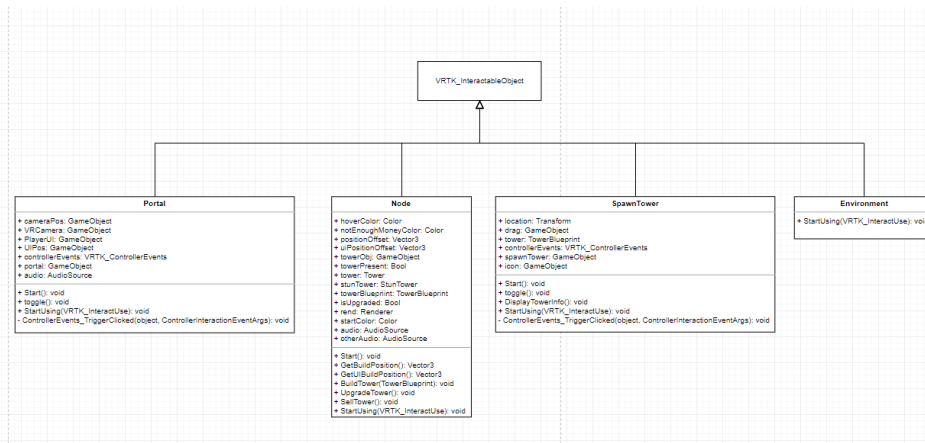 VRTK_InteractableObject
Portal
+ cameraPos: GameObject
+ VRCamera: GameObject
+ PlayerUI: GameObject
+ UIPos: GameObject
+ controllerEvents: VRTK_ControllerEvents
+ portal: GameObject
+ audio: AudioSource
+ Start(): void
+ toggle(): void
+ StartUsing(VRTK_InteractUse): void
- ControllerEvents_TriggerClicked(object, ControllerInteractionEventArgs): void
Node
+ hoverColor: Color
+ notEnoughMoneyColor: Color
+ positionOffset: Vector3
+ uiPositionOffset: Vector3
+ towerObj: GameObject
+ towerPresent: Bool
+ tower: Tower
+ stunTower: StunTower
+ towerBlueprint: TowerBlueprint
+ isUpgraded: Bool
+ rend: Renderer
+ startColor: Color
+ audio: AudioSource
+ otherAudio: AudioSource
+ Start(): void
+ GetBuildPosition(): Vector3
+ GetUIBuildPosition(): Vector3
+ BuildTower(TowerBlueprint): void
+ UpgradeTower(): void
+ SellTower(): void
+ StartUsing(VRTK_InteractUse): void
SpawnTower
+ location: Transform
+ drag: GameObject
+ tower: TowerBlueprint
+ controllerEvents: VRTK_ControllerEvents
+ spawnTower: GameObject
+ icon: GameObject
+ Start(): void
+ toggle(): void
+ DisplayTowerInfo(): void
+ StartUsing(VRTK_InteractUse): void
- ControllerEvents_TriggerClicked(object, ControllerInteractionEventArgs): void
Environment
+ StartUsing(VRTK_InteractUse): void